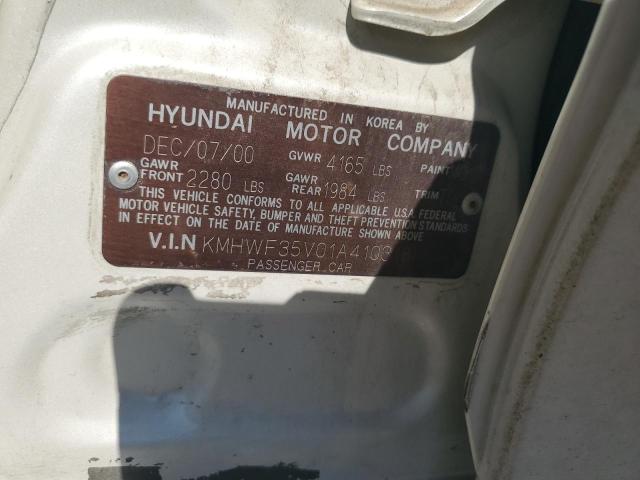 MANUFACTURED IN KOREA BY
HYUNDAI MOTOR COMPANY
DEC/07/00 GVWR 4165 LBS PAINT
GAWR FRONT 2280 LBS GAWR REAR 1984 LBS TRIM
THIS VEHICLE CONFORMS TO ALL APPLICABLE U.S.A. FEDERAL
MOTOR VEHICLE SAFETY, BUMPER AND THEFT PREVENTION STANDARDS
IN EFFECT ON THE DATE OF MANUFACTURE SHOWN ABOVE.
V.I.N KMHWF35V01A41
PASSENGER CAR